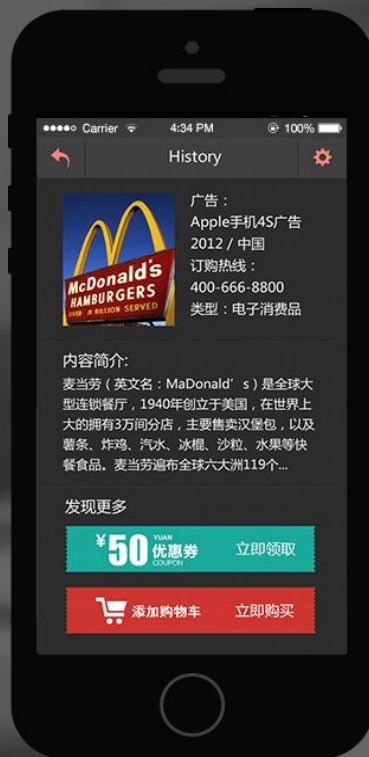 Carrier 4:34 PM 100%
History
McDonald's
HAMBURGERS
BILLION SERVED
广告：
Apple手机4S广告
2012 / 中国
订购热线：
400-666-8800
类型：电子消费品
内容简介:
麦当劳（英文名：MaDonald' s）是全球大
型连锁餐厅，1940年创立于美国，在世界上
大的拥有3万间分店，主要售卖汉堡包，以及
薯条、炸鸡、汽水、冰棍、沙粒、水果等快
餐食品。麦当劳遍布全球六大洲119个...
发现更多
¥50 YUAN 优惠券 COUPON 立即领取
添加购物车 立即购买